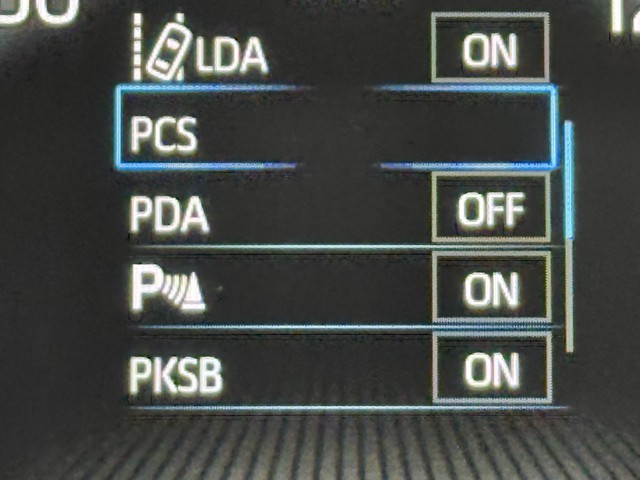 LDA ON
PCS
PDA OFF
P ON
PKSB ON